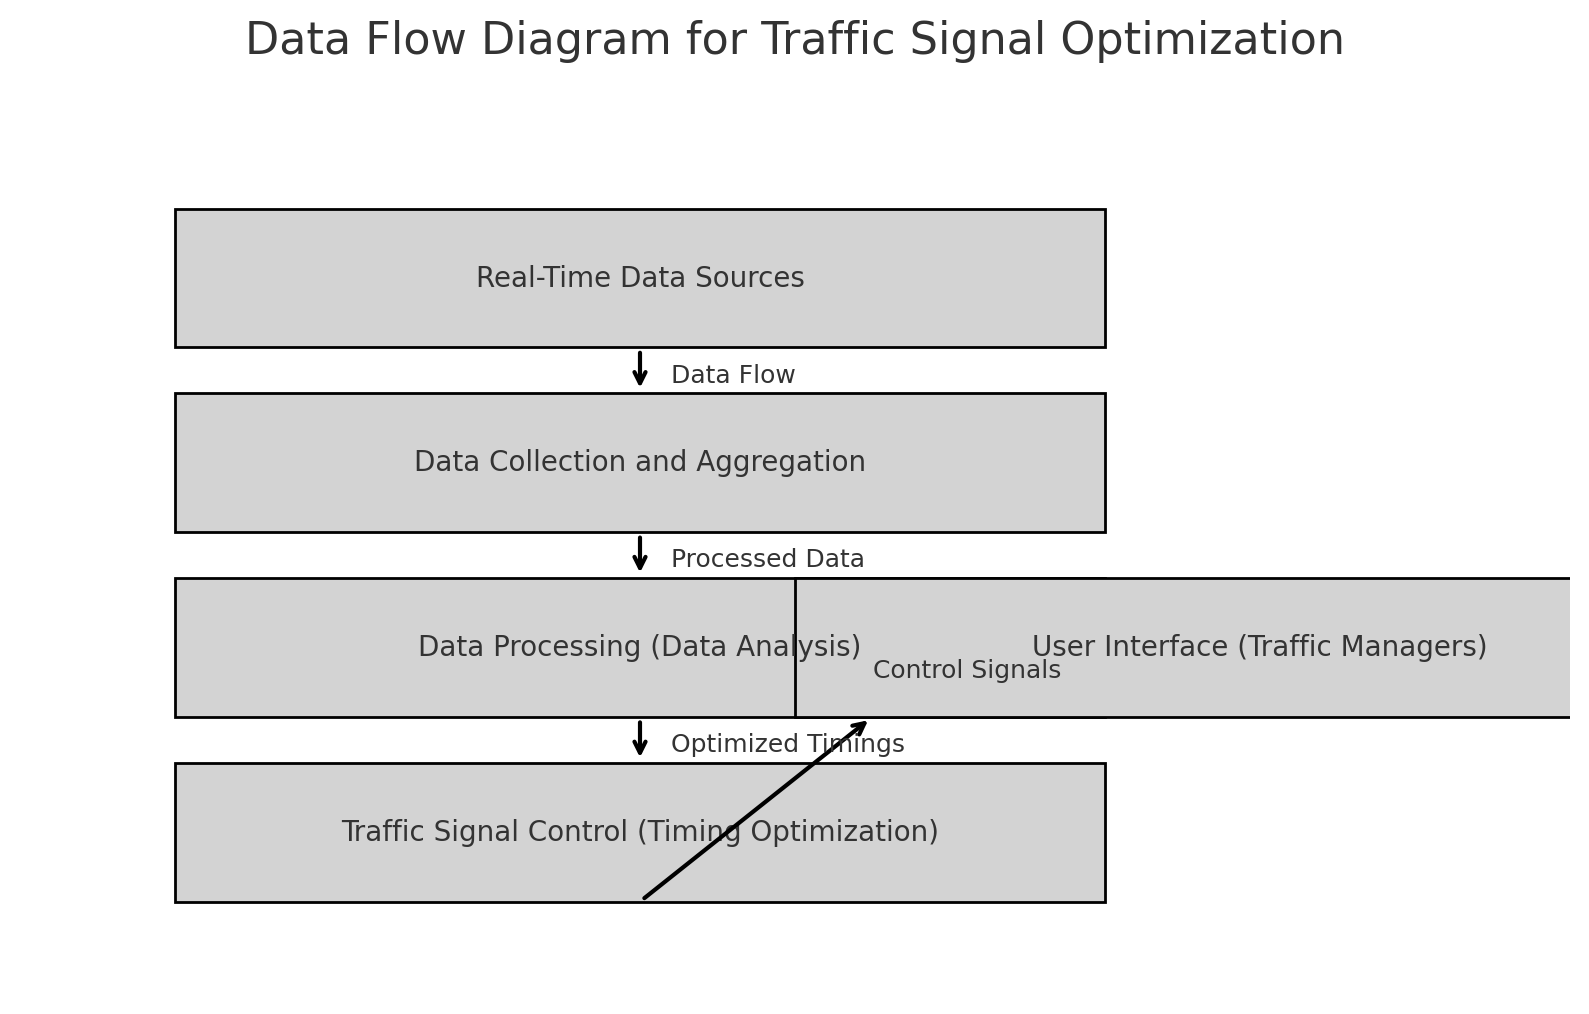 Data Flow Diagram for Traffic Signal Optimization
Real-Time Data Sources
Data Flow
Data Collection and Aggregation
Processed Data
Data Processing (Data Analysis)
User Interface (Traffic Managers)
Control Signals
Optimized Timings
Traffic Signal Control (Timing Optimization)